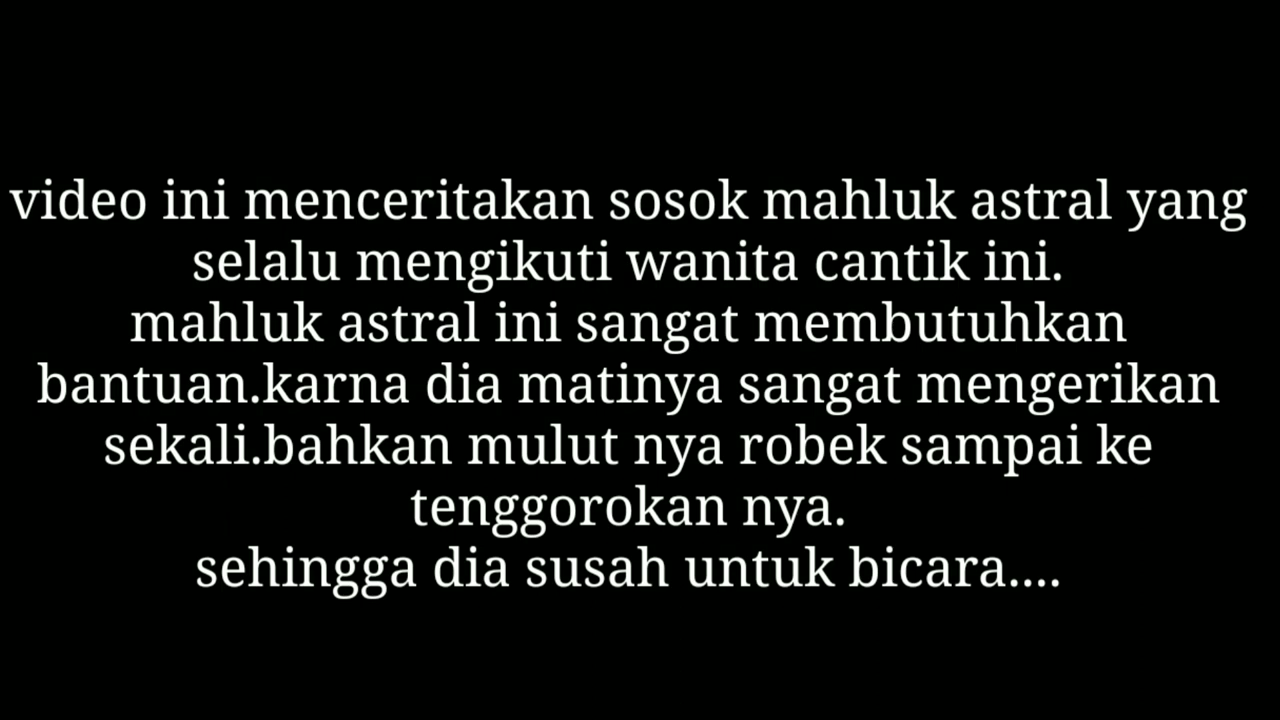 video ini menceritakan sosok mahluk astral yang
selalu mengikuti wanita cantik ini.
mahluk astral ini sangat membutuhkan
bantuan.karna dia matinya sangat mengerikan
sekali.bahkan mulut nya robek sampai ke
tenggorokan nya.
sehingga dia susah untuk bicara....